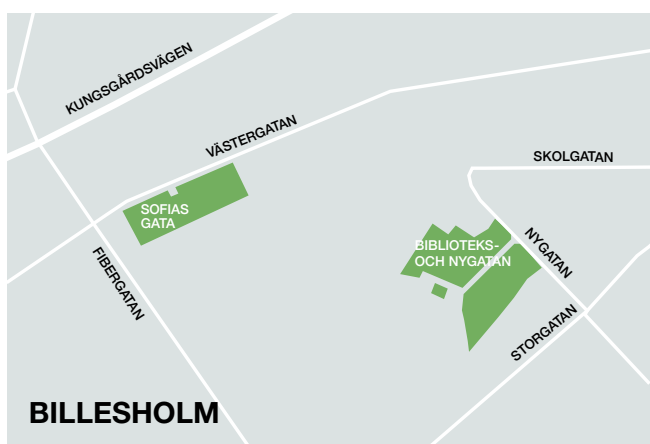 KUNGSGÅRDSVÄGEN
VÄSTERGATAN
SKOLGATAN
SOFIAS
GATA
BIBLIOTEKS-
OCH NYGATAN
NYGATAN
FIBERGATAN
STORGATAN
BILLESHOLM